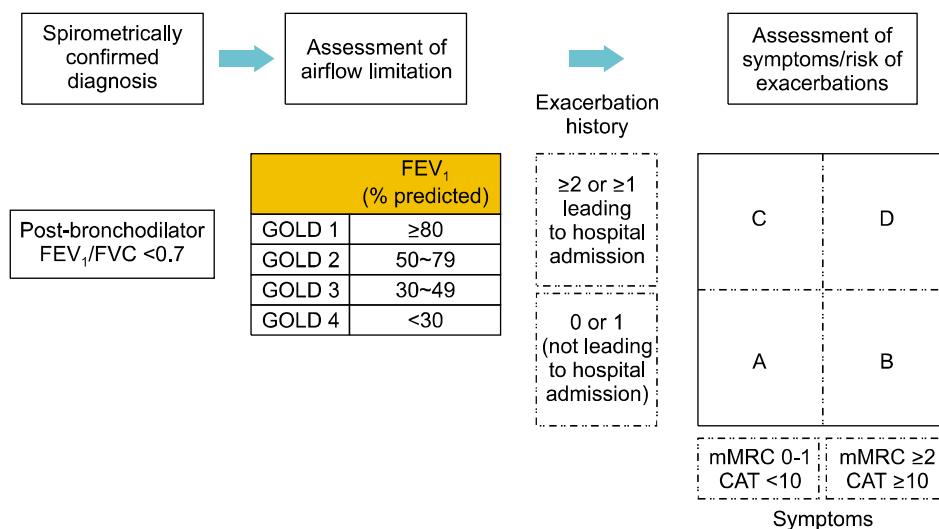 Spirometrically
confirmed
diagnosis
Assessment of
airflow limitation
Assessment of
symptoms/risk of
exacerbations
Exacerbation
history
Post-bronchodilator
FEV₁/FVC <0.7
FEV₁
(% predicted)
GOLD 1 ≥80
GOLD 2 50~79
GOLD 3 30~49
GOLD 4 <30
≥2 or ≥1
leading
to hospital
admission
0 or 1
(not leading
to hospital
admission)
C D
A B
mMRC 0-1
CAT <10
mMRC ≥2
CAT ≥10
Symptoms